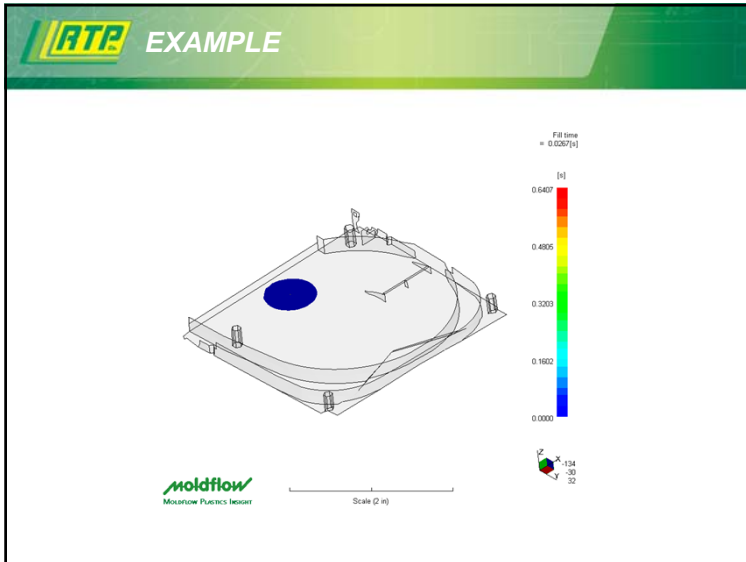 RTP Co.
EXAMPLE
Fill time
= 0.0267[s]
[s]
0.6407
0.4805
0.3203
0.1602
0.0000
Z
X
Y
-134
-30
32
moldflow
MOLDFLOW PLASTICS INSIGHT
Scale (2 in)